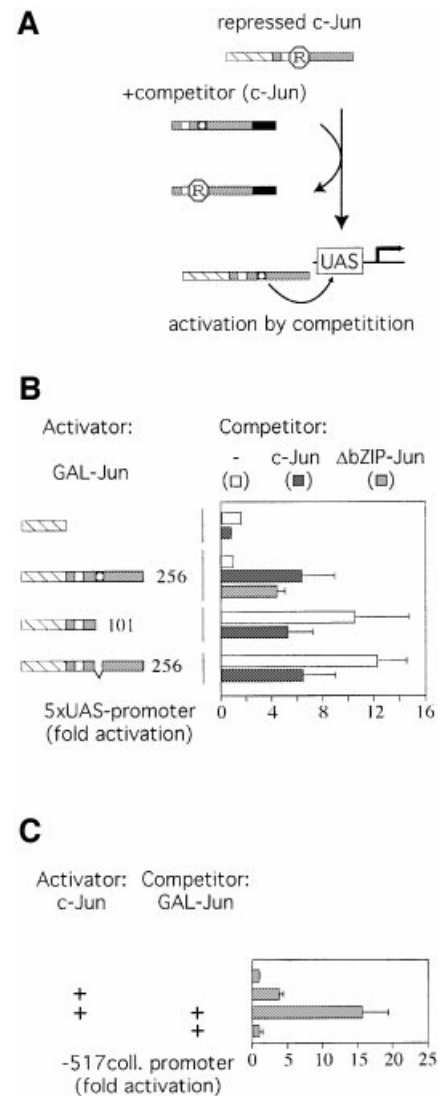 A
repressed c-Jun
R
+competitor (c-Jun)
R
UAS
activation by competitition
B
Activator:
Competitor:
GAL-Jun
- c-Jun ΔbZIP-Jun
(□) (■) (■)
256
101
256
5xUAS-promoter
(fold activation)
0 4 8 12 16
C
Activator: Competitor:
c-Jun GAL-Jun
+
+ +
+
-517coll. promoter
(fold activation)
0 5 10 15 20 25